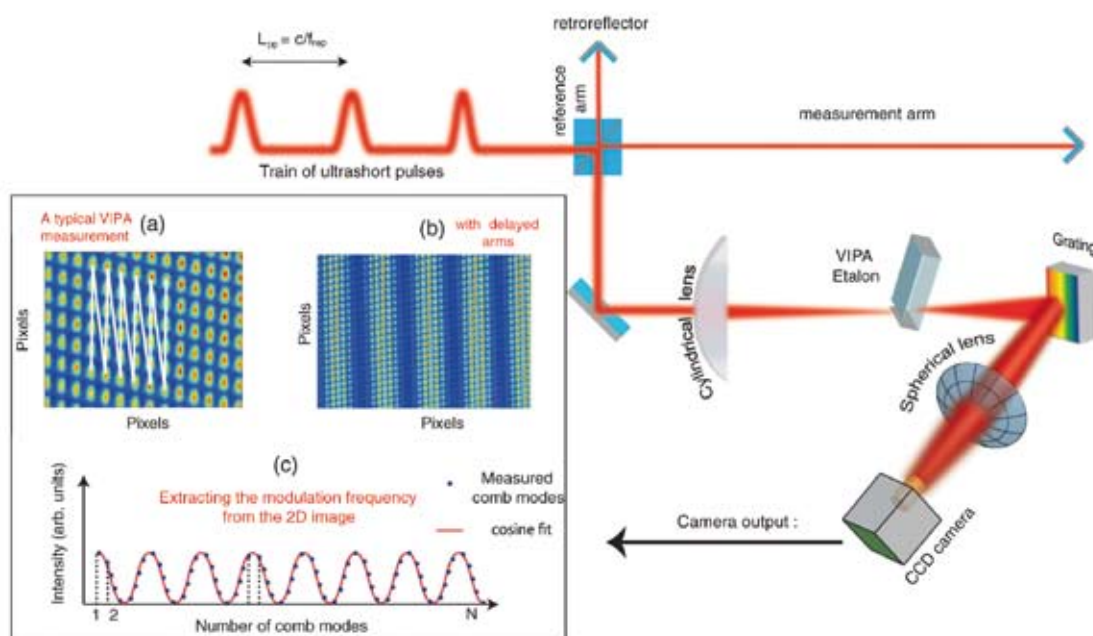 retroreflector
Lpp = c/frep
reference
arm
measurement arm
Train of ultrashort pulses
A typical VIPA
measurement
(a)
(b)
with delayed
arms
Pixels
Pixels
Pixels
Pixels
Cylindrical lens
VIPA
Etalon
Grating
Spherical lens
CCD camera
Camera output :
(c)
Extracting the modulation frequency
from the 2D image
Measured
comb modes
cosine fit
Intensity (arb. units)
1 2
N
Number of comb modes